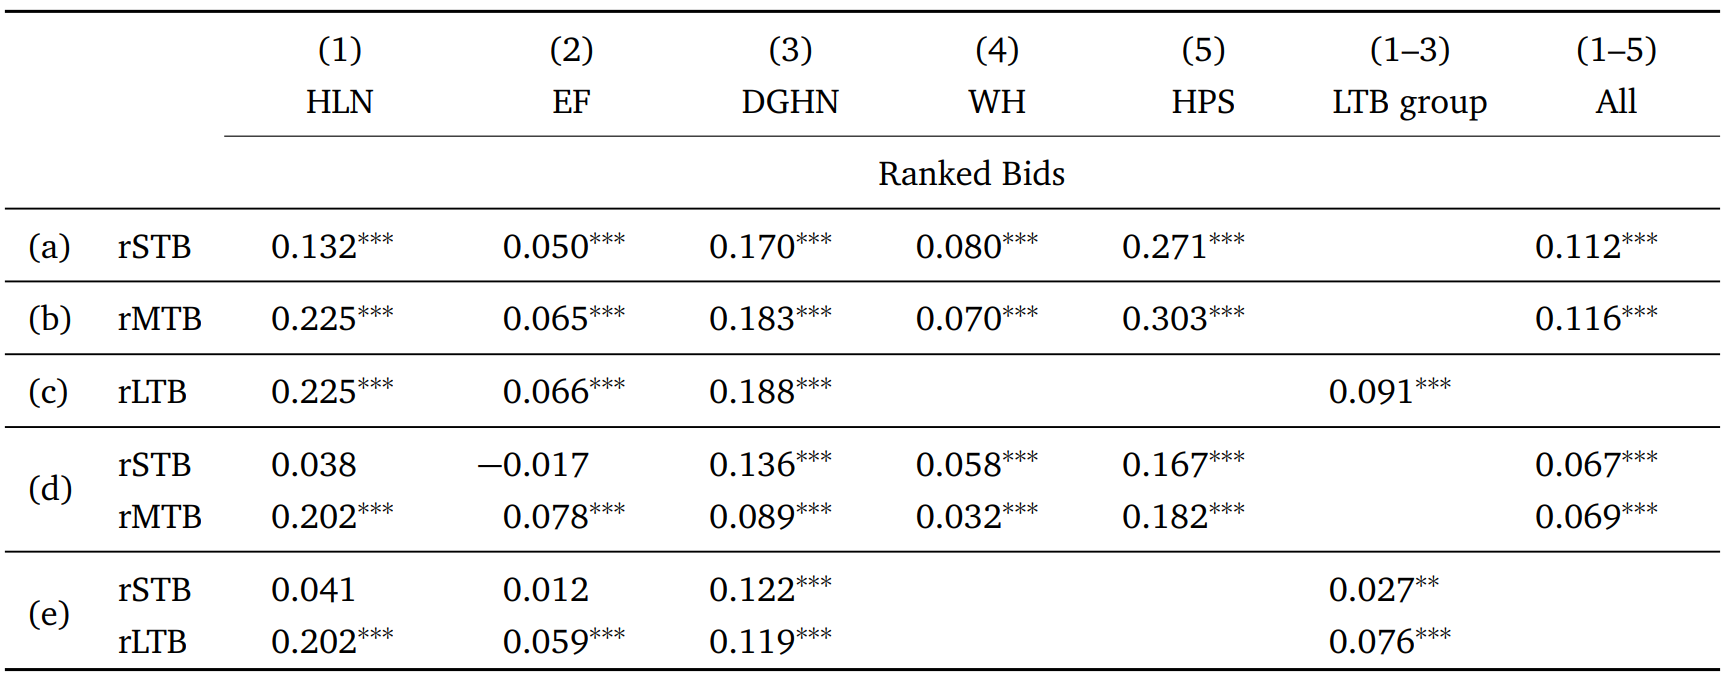 (1) (2) (3) (4) (5) (1–3) (1–5)
HLN EF DGHN WH HPS LTB group All
Ranked Bids
(a) rSTB 0.132*** 0.050*** 0.170*** 0.080*** 0.271*** 0.112***
(b) rMTB 0.225*** 0.065*** 0.183*** 0.070*** 0.303*** 0.116***
(c) rLTB 0.225*** 0.066*** 0.188*** 0.091***
(d) rSTB 0.038 −0.017 0.136*** 0.058*** 0.167*** 0.067***
rMTB 0.202*** 0.078*** 0.089*** 0.032*** 0.182*** 0.069***
(e) rSTB 0.041 0.012 0.122*** 0.027**
rLTB 0.202*** 0.059*** 0.119*** 0.076***